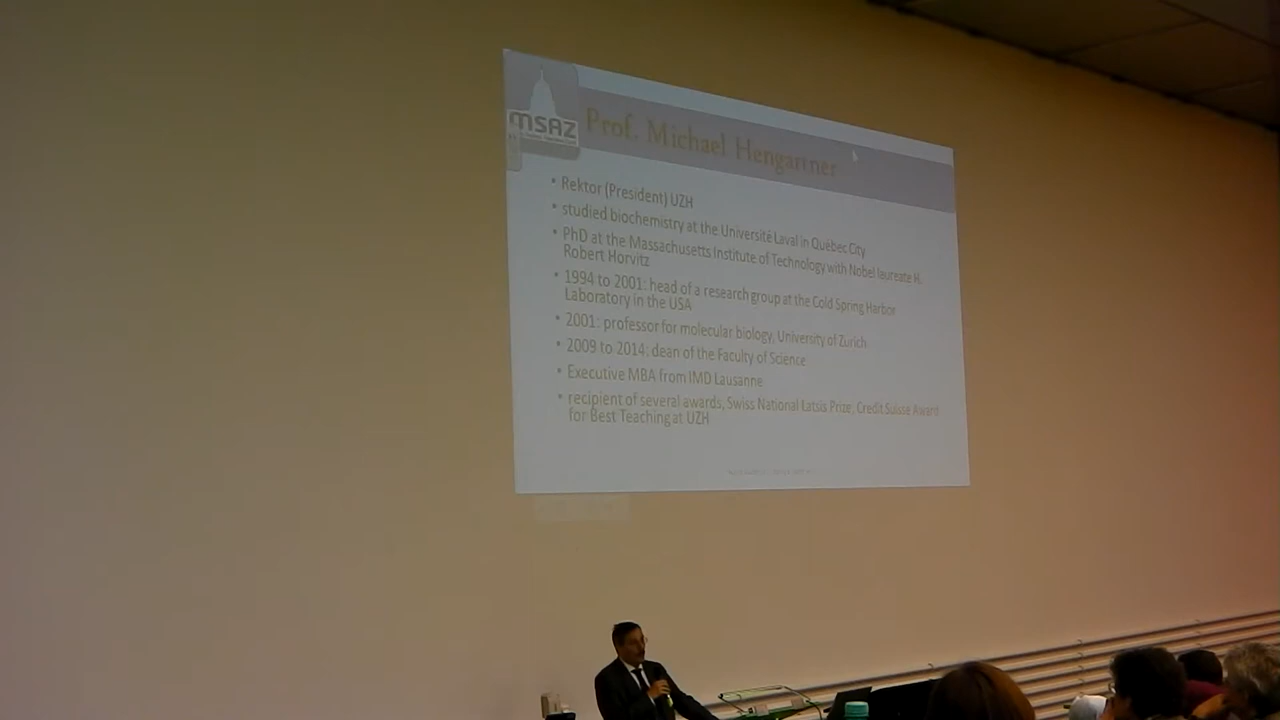 MSAZ
Prof. Michael Hengartner
• Rektor (President) UZH
• studied biochemistry at the Université Laval in Québec City
• PhD at the Massachusetts Institute of Technology with Nobel laureate H.
Robert Horvitz
• 1994 to 2001: head of a research group at the Cold Spring Harbor
Laboratory in the USA
• 2001: professor for molecular biology, University of Zurich
• 2009 to 2014: dean of the Faculty of Science
• Executive MBA from IMD Lausanne
• recipient of several awards, Swiss National Latsis Prize, Credit Suisse Award
for Best Teaching at UZH